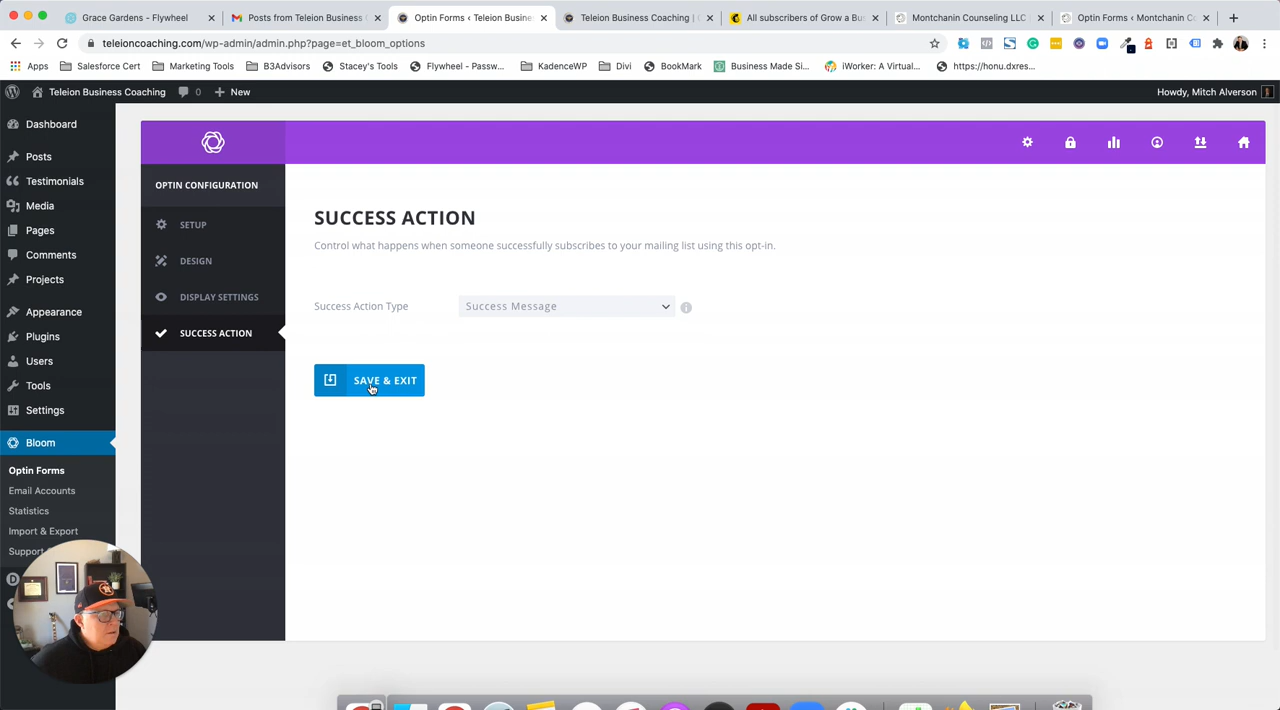 Grace Gardens - Flywheel
Posts from Teleion Business C
Optin Forms ‹ Teleion Busine
Teleion Business Coaching | C
All subscribers of Grow a Bus
Montchanin Counseling LLC
Optin Forms ‹ Montchanin C
teleioncoaching.com/wp-admin/admin.php?page=et_bloom_options
Apps
Salesforce Cert
Marketing Tools
B3Advisors
Stacey's Tools
Flywheel - Passw...
KadenceWP
Divi
BookMark
Business Made Si...
iWorker: A Virtual...
https://honu.dxres...
Teleion Business Coaching
0
New
Howdy, Mitch Alverson
Dashboard
Posts
Testimonials
Media
Pages
Comments
Projects
Appearance
Plugins
Users
Tools
Settings
Bloom
Optin Forms
Email Accounts
Statistics
Import & Export
Support
OPTIN CONFIGURATION
SETUP
DESIGN
DISPLAY SETTINGS
SUCCESS ACTION
SUCCESS ACTION
Control what happens when someone successfully subscribes to your mailing list using this opt-in.
Success Action Type
Success Message
SAVE & EXIT